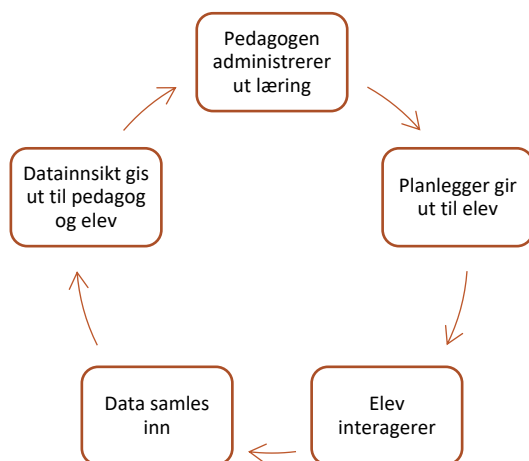 Pedagogen
administrerer
ut læring
Planlegger gir
ut til elev
Elev
interagerer
Data samles
inn
Datainnsikt gis
ut til pedagog
og elev